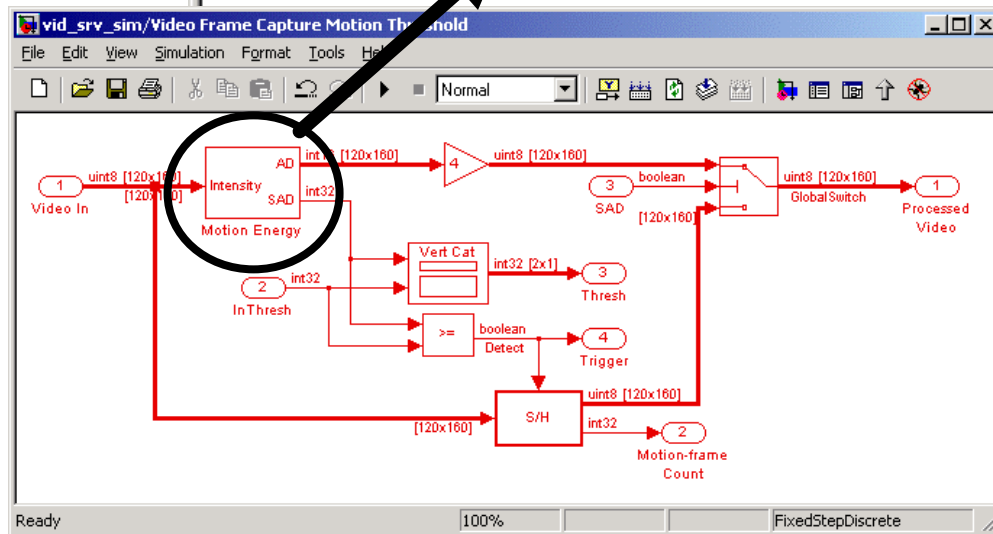 vid_srv_sim/Video Frame Capture Motion Threshold
File Edit View Simulation Format Tools
Normal
AD
int16 [120x160]
4
uint8 [120x160]
1
Video In
uint8 [120x160]
[120x160]
Intensity
SAD
int32
Motion Energy
3
SAD
boolean
[120x160]
GlobalSwitch
uint8 [120x160]
1
Processed
Video
2
InThresh
int32
Vert Cat
int32 [2x1]
3
Thresh
>=
boolean
Detect
4
Trigger
[120x160]
S/H
uint8 [120x160]
int32
2
Motion-frame
Count
Ready
100%
FixedStepDiscrete